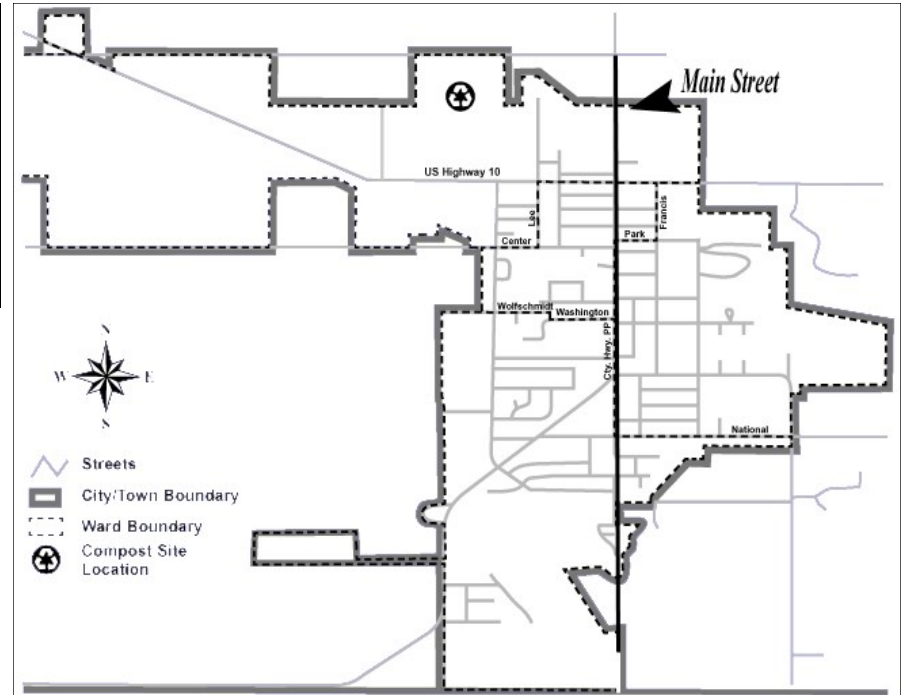 Main Street
US Highway 10
Lee
Francis
Park
Center
Wolfschmidt
Washington
Cty. Hwy. PP
N
W
E
S
National
Streets
City/Town Boundary
Ward Boundary
Compost Site
Location